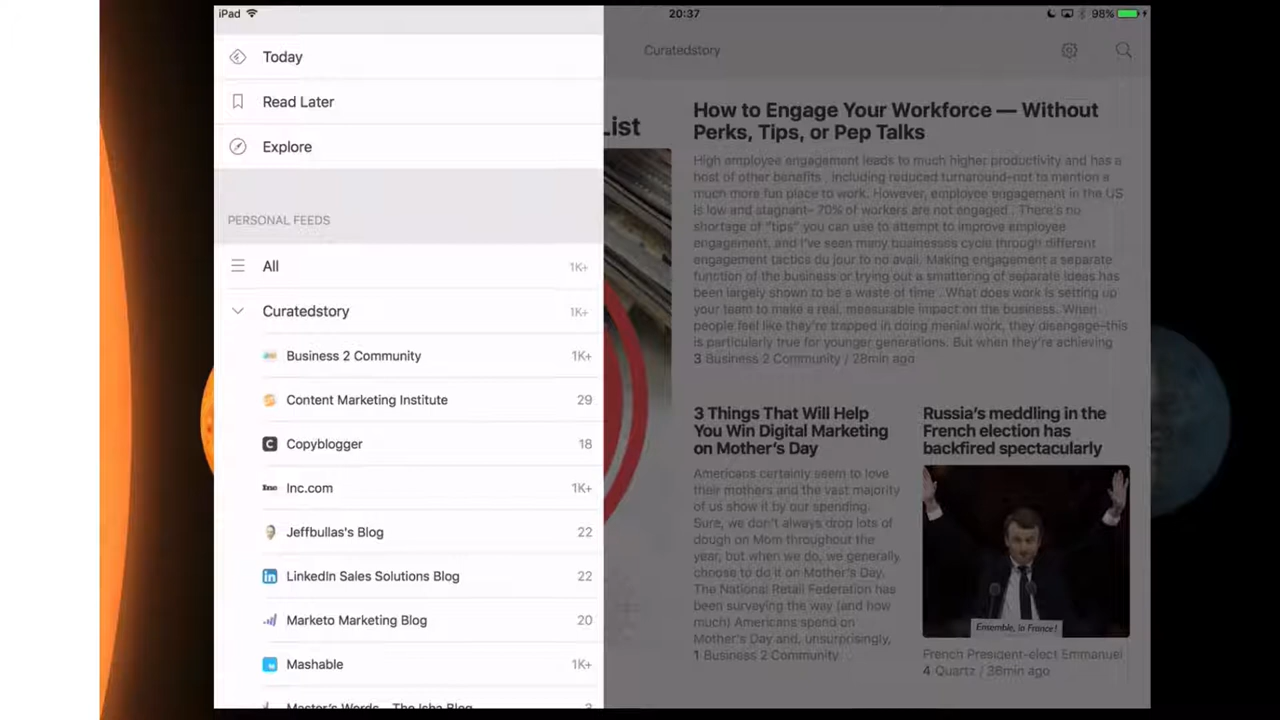 iPad
20:37
98%
Today
Read Later
Explore
PERSONAL FEEDS
All 1K+
Curatedstory 1K+
Business 2 Community 1K+
Content Marketing Institute 29
Copyblogger 18
Inc.com 1K+
Jeffbullas's Blog 22
LinkedIn Sales Solutions Blog 22
Marketo Marketing Blog 20
Mashable 1K+
Master's Words - The Isha Blog 3
Curatedstory
List
How to Engage Your Workforce — Without
Perks, Tips, or Pep Talks
High employee engagement leads to much higher productivity and has a
host of other benefits , including reduced turnaround–not to mention a
much more fun place to work. However, employee engagement in the US
is low and stagnant– 70% of workers are not engaged . There's no
shortage of "tips" you can use to attempt to improve employee
engagement, and I've seen many businesses cycle through different
engagement tactics du jour to no avail. Making engagement a separate
function of the business or trying out a smattering of separate ideas has
been largely shown to be a waste of time . What does work is setting up
your team to make a real, measurable impact on the business. When
people feel like they're trapped in doing menial work, they disengage–this
is particularly true for younger generations. But when they're achieving
3 Business 2 Community / 28min ago
3 Things That Will Help
You Win Digital Marketing
on Mother's Day
Americans certainly seem to love
their mothers and the vast majority
of us show it by our spending.
Sure, we don't always drop lots of
dough on Mom throughout the
year, but when we do, we generally
choose to do it on Mother's Day.
The National Retail Federation has
been surveying the way (and how
much) Americans spend on
Mother's Day and, unsurprisingly,
1 Business 2 Community
Russia's meddling in the
French election has
backfired spectacularly
Ensemble, la France !
French President-elect Emmanuel
4 Quartz / 36min ago